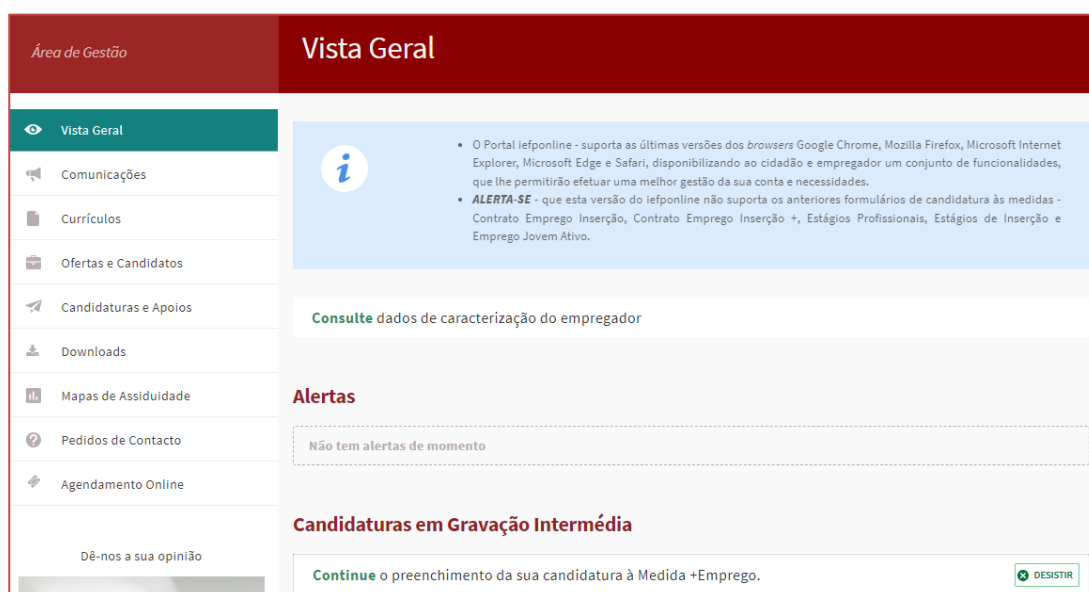 Área de Gestão
Vista Geral
Vista Geral
Comunicações
Currículos
Ofertas e Candidatos
Candidaturas e Apoios
Downloads
Mapas de Assiduidade
Pedidos de Contacto
Agendamento Online
Dê-nos a sua opinião
• O Portal iefponline - suporta as últimas versões dos browsers Google Chrome, Mozilla Firefox, Microsoft Internet
Explorer, Microsoft Edge e Safari, disponibilizando ao cidadão e empregador um conjunto de funcionalidades,
que lhe permitirão efetuar uma melhor gestão da sua conta e necessidades.
• ALERTA-SE - que esta versão do iefponline não suporta os anteriores formulários de candidatura às medidas -
Contrato Emprego Inserção, Contrato Emprego Inserção +, Estágios Profissionais, Estágios de Inserção e
Emprego Jovem Ativo.
Consulte dados de caracterização do empregador
Alertas
Não tem alertas de momento
Candidaturas em Gravação Intermédia
Continue o preenchimento da sua candidatura à Medida +Emprego.
DESISTIR